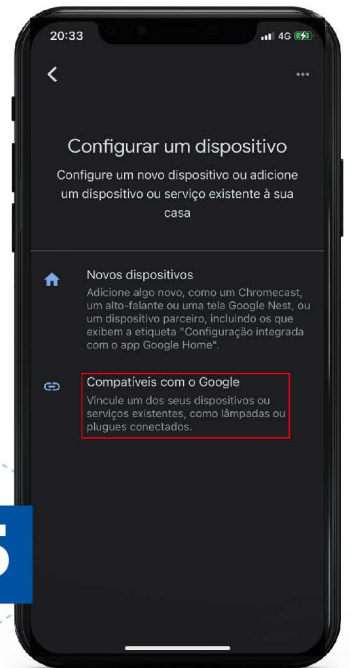 20:33
4G
Configurar um dispositivo
Configure um novo dispositivo ou adicione
um dispositivo ou serviço existente à sua
casa
Novos dispositivos
Adicione algo novo, como um Chromecast,
um alto-falante ou uma tela Google Nest, ou
um dispositivo parceiro, incluindo os que
exibem a etiqueta "Configuração integrada
com o app Google Home".
Compatíveis com o Google
Vincule um dos seus dispositivos ou
serviços existentes, como lâmpadas ou
plugues conectados.
5